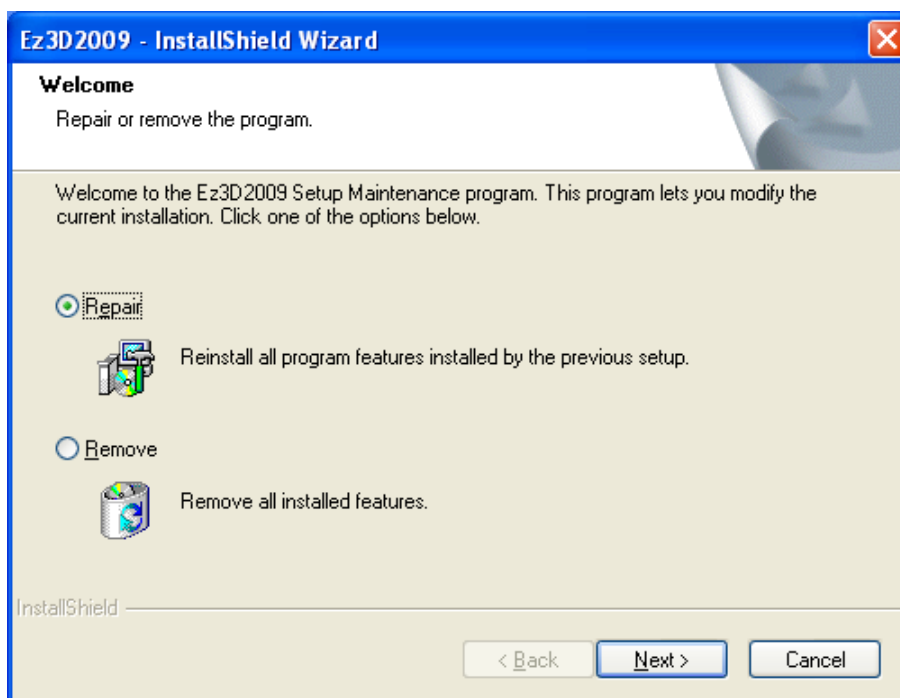 Ez3D2009 - InstallShield Wizard
Welcome
Repair or remove the program.
Welcome to the Ez3D2009 Setup Maintenance program. This program lets you modify the
current installation. Click one of the options below.
Repair
Reinstall all program features installed by the previous setup.
Remove
Remove all installed features.
InstallShield
< Back Next > Cancel